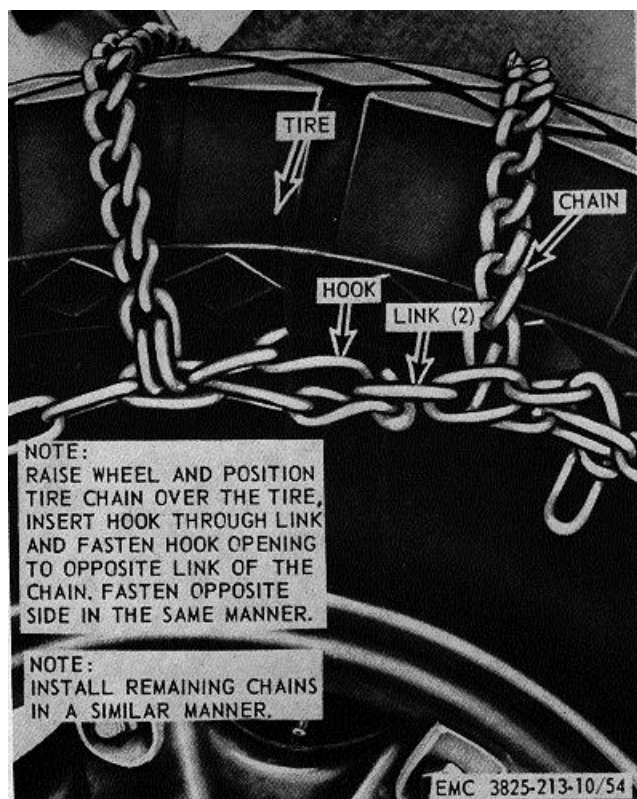 TIRE
CHAIN
HOOK
LINK (2)
NOTE:
RAISE WHEEL AND POSITION
TIRE CHAIN OVER THE TIRE,
INSERT HOOK THROUGH LINK
AND FASTEN HOOK OPENING
TO OPPOSITE LINK OF THE
CHAIN. FASTEN OPPOSITE
SIDE IN THE SAME MANNER.
NOTE:
INSTALL REMAINING CHAINS
IN A SIMILAR MANNER.
EMC 3825-213-10/54